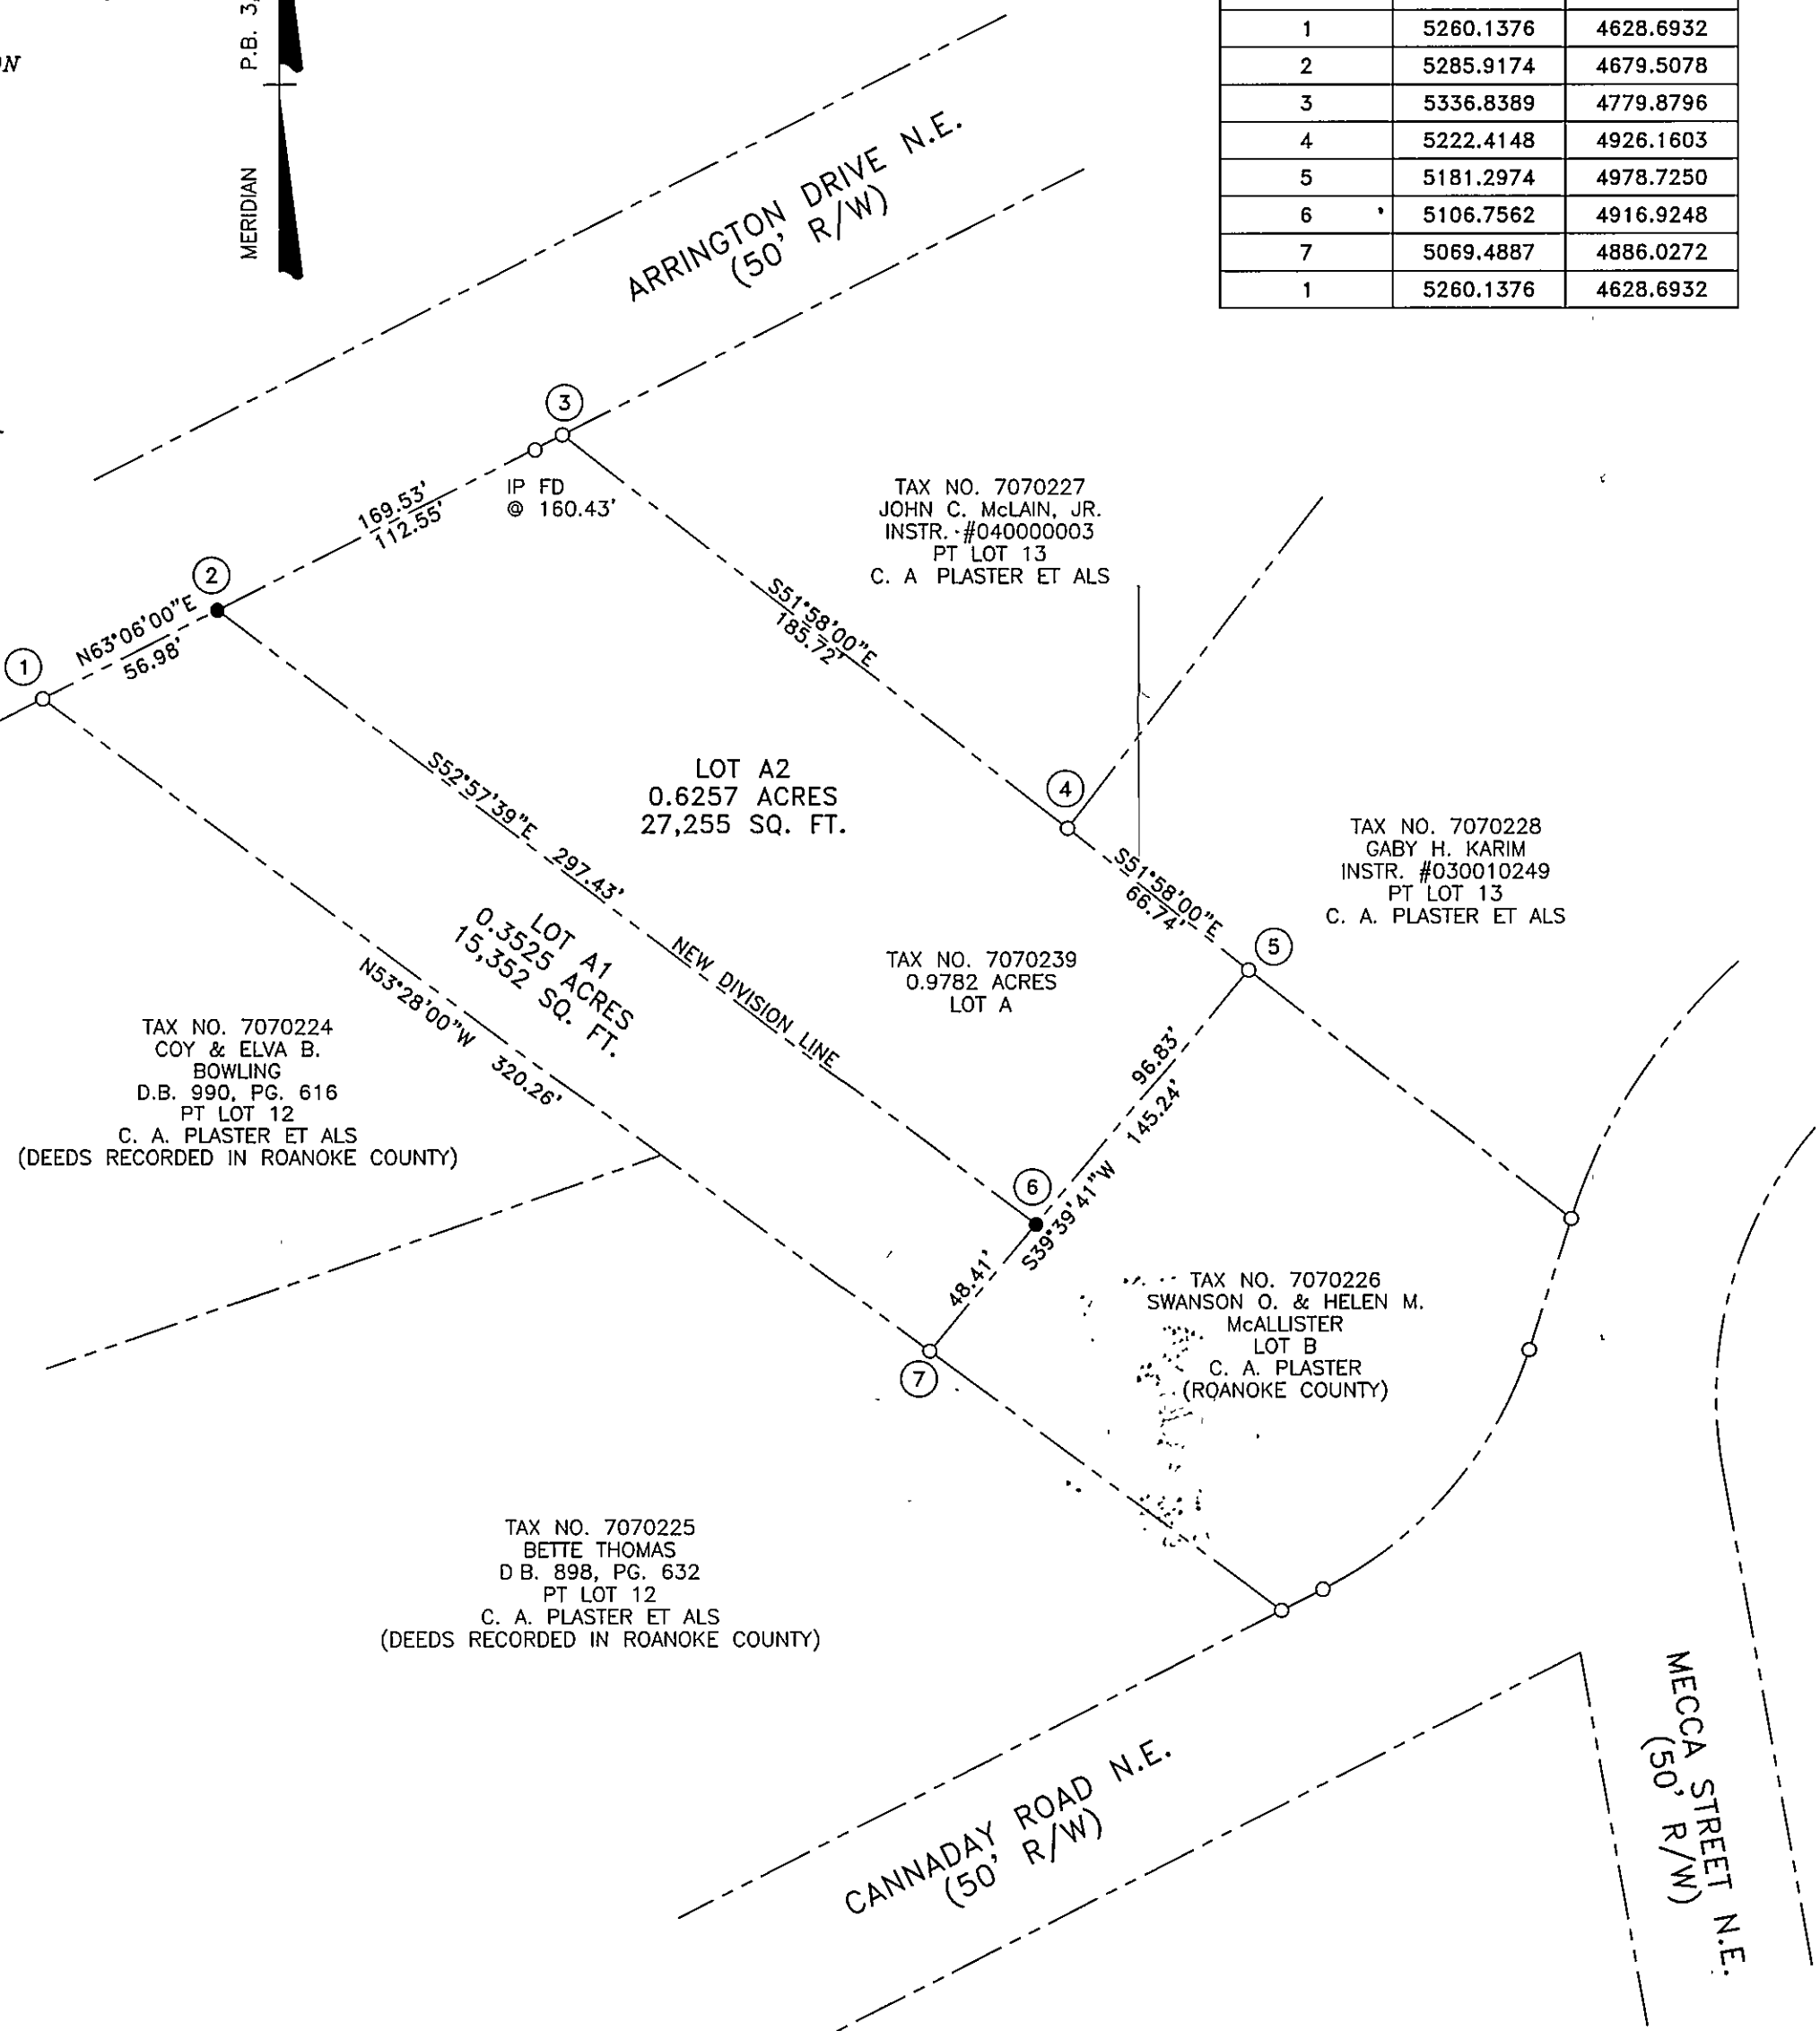 P.B. 3,
MERIDIAN
1 5260.1376 4628.6932
2 5285.9174 4679.5078
3 5336.8389 4779.8796
4 5222.4148 4926.1603
5 5181.2974 4978.7250
6 5106.7562 4916.9248
7 5069.4887 4886.0272
1 5260.1376 4628.6932
ARRINGTON DRIVE N.E.
(50' R/W)
3
IP FD
@ 160.43'
169.53'
112.55'
2
N63°06'00"E
56.98'
1
TAX NO. 7070227
JOHN C. McLAIN, JR.
INSTR. #040000003
PT LOT 13
C. A PLASTER ET ALS
S51°58'00"E
185.72'
4
LOT A2
0.6257 ACRES
27,255 SQ. FT.
S52°57'39"E 297.43'
NEW DIVISION LINE
LOT A1
0.3525 ACRES
15,352 SQ. FT.
N53°28'00"W 320.26'
S51°58'00"E
66.74'
5
TAX NO. 7070228
GABY H. KARIM
INSTR. #030010249
PT LOT 13
C. A. PLASTER ET ALS
TAX NO. 7070239
0.9782 ACRES
LOT A
TAX NO. 7070224
COY & ELVA B.
BOWLING
D.B. 990, PG. 616
PT LOT 12
C. A. PLASTER ET ALS
(DEEDS RECORDED IN ROANOKE COUNTY)
96.83'
145.24'
S39°39'41"W
6
48.41'
7
TAX NO. 7070226
SWANSON O. & HELEN M.
McALLISTER
LOT B
C. A. PLASTER
(ROANOKE COUNTY)
TAX NO. 7070225
BETTE THOMAS
D B. 898, PG. 632
PT LOT 12
C. A. PLASTER ET ALS
(DEEDS RECORDED IN ROANOKE COUNTY)
CANNADAY ROAD N.E.
(50' R/W)
MECCA STREET N.E.
(50' R/W)